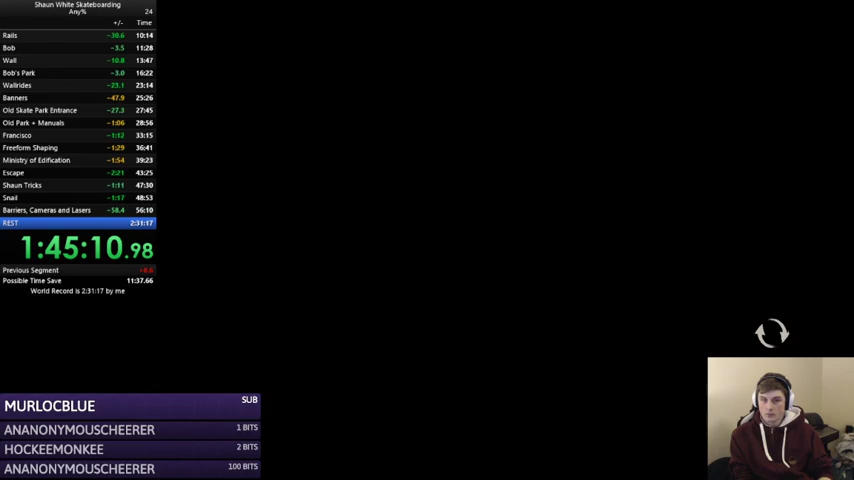 Shaun White Skateboarding
Any% 24
+/- Time
Rails -30.6 10:14
Bob -3.5 11:28
Wall -10.8 13:47
Bob's Park -3.0 16:22
Wallrides -23.1 23:14
Banners -47.9 25:26
Old Skate Park Entrance -27.3 27:45
Old Park + Manuals -1:06 28:56
Francisco -1:12 33:15
Freeform Shaping -1:29 36:41
Ministry of Edification -1:54 39:23
Escape -2:21 43:25
Shaun Tricks -1:11 47:30
Snail -1:17 48:53
Barriers, Cameras and Lasers -58.4 56:10
REST 2:31:17
1:45:10.98
Previous Segment +8.6
Possible Time Save 11:37.66
World Record is 2:31:17 by me
MURLOCBLUE SUB
ANANONYMOUSCHEERER 1 BITS
HOCKEEMONKEE 2 BITS
ANANONYMOUSCHEERER 100 BITS